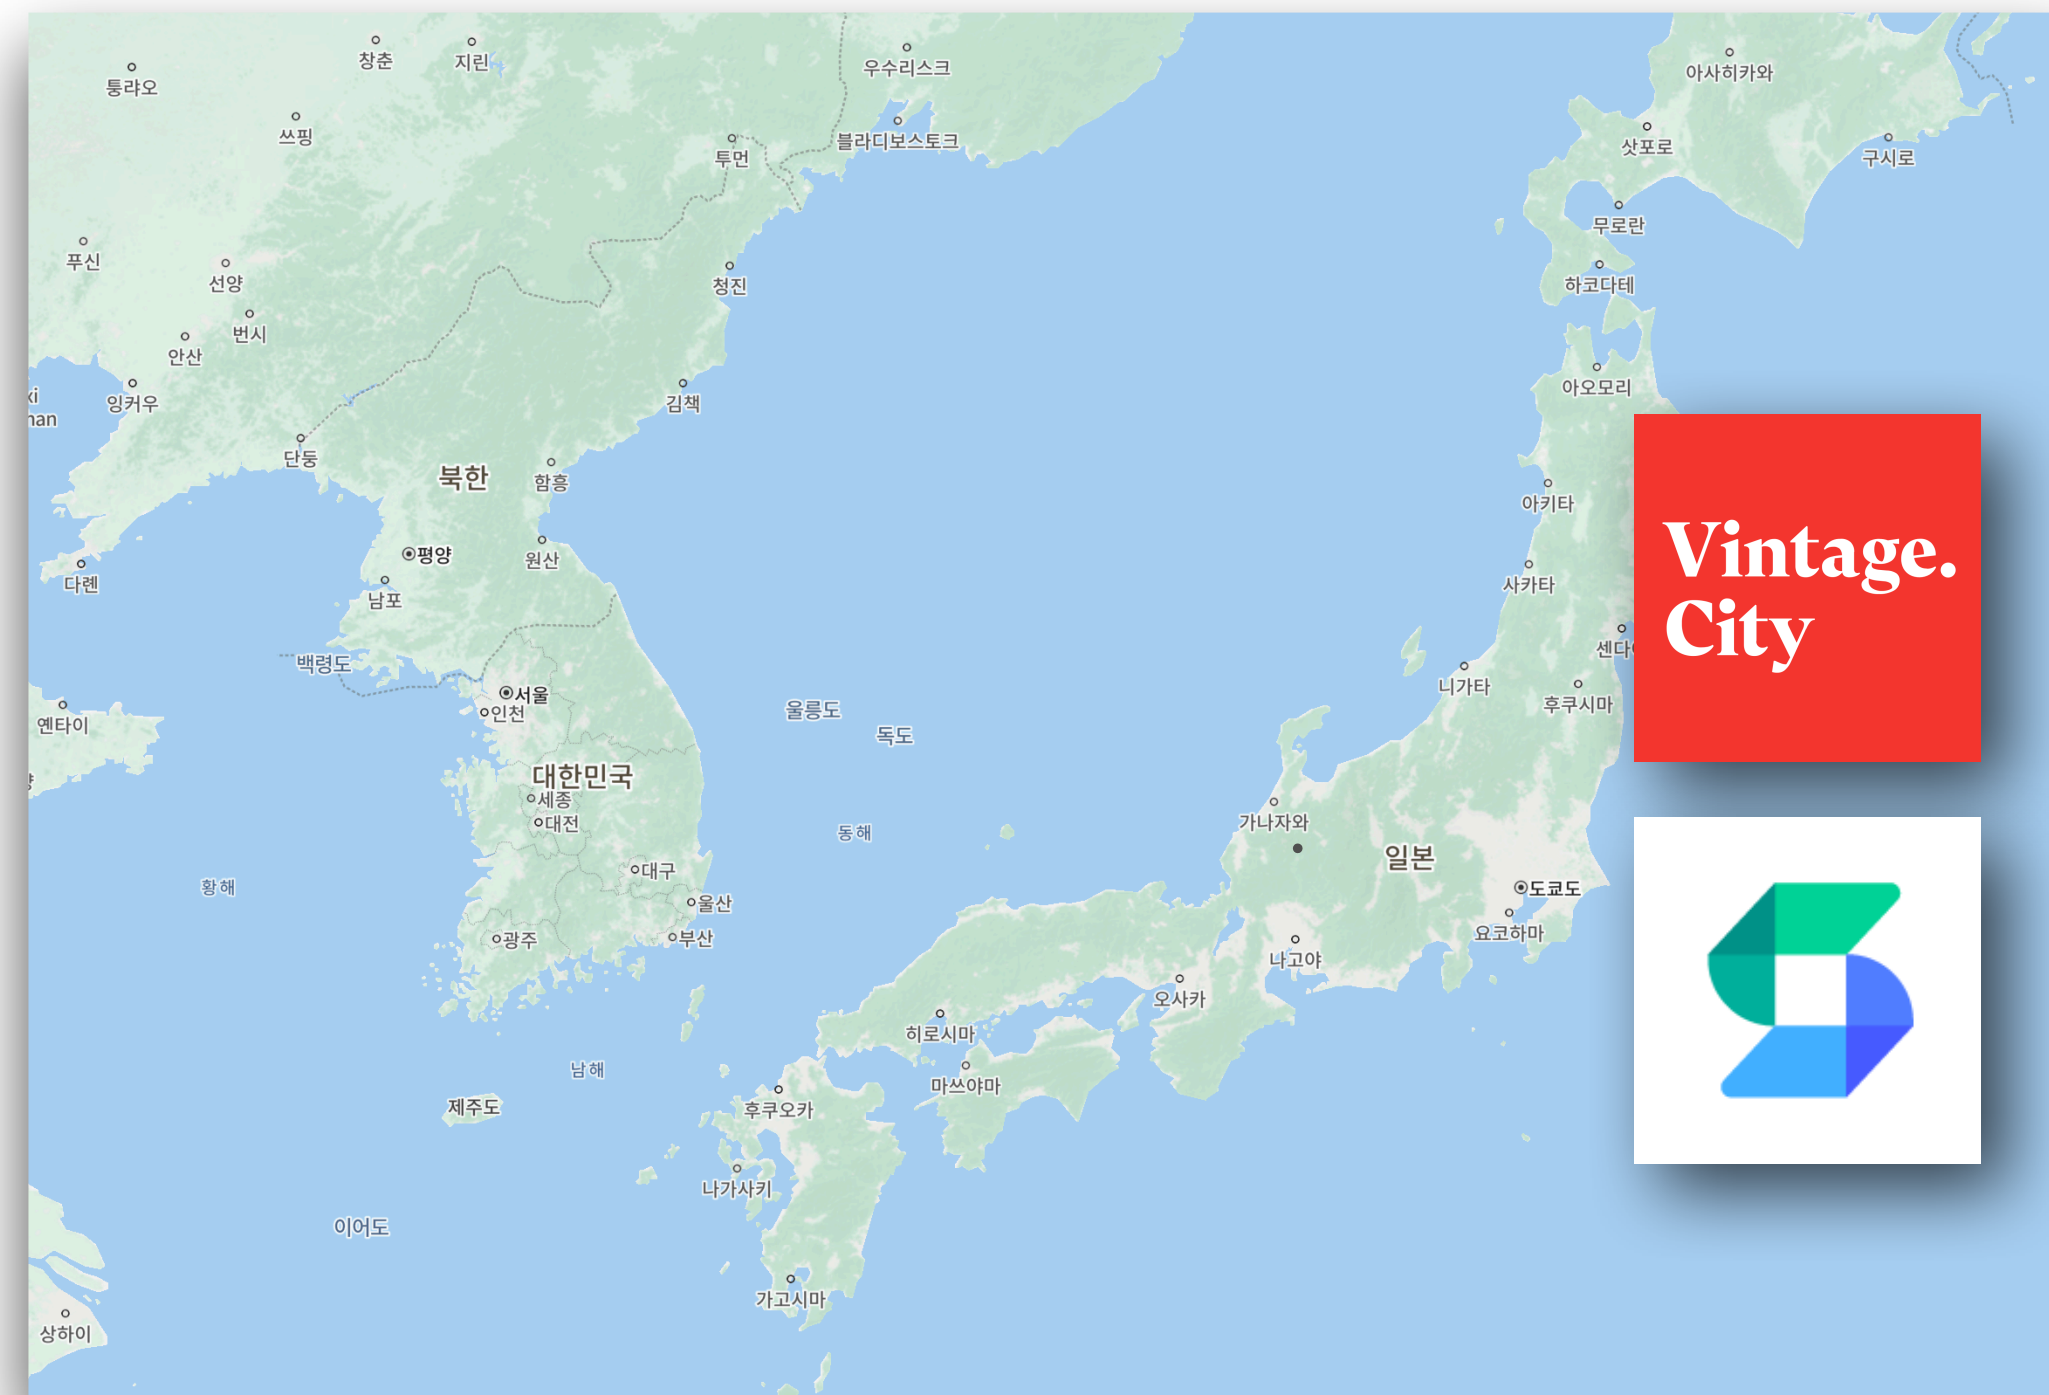 창춘
지린
우수리스크
아사히카와
퉁랴오
쓰핑
블라디보스토크
투먼
삿포로
구시로
무로란
푸신
선양
청진
하코다테
번시
안산
잉커우
김책
아오모리
단둥
북한
함흥
아키타
평양
원산
다롄
남포
사카타
Vintage.
City
백령도
니가타
후쿠시마
서울
인천
울릉도
독도
옌타이
대한민국
세종
대전
동해
가나자와
일본
대구
황해
울산
도쿄도
광주
부산
요코하마
나고야
오사카
히로시마
남해
마쓰야마
제주도
후쿠오카
나가사키
이어도
가고시마
상하이